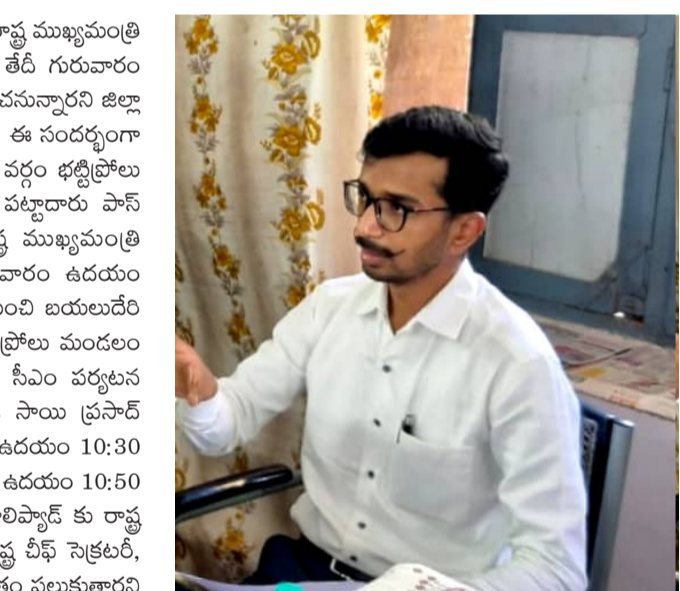 ముఖ్యమంత్రి
తేదీ గురువారం
జిల్లా
ఈ సందర్భంగా
వర్గం భట్టిప్రోలు
పట్టాదారు పాస్
ముఖ్యమంత్రి
ఉదయం
బయలుదేరి
మండలం
సీఎం పర్యటన
సాయి ప్రసాద్
ఉదయం 10:30
ఉదయం 10:50
కు రాష్ట్ర
చీఫ్ సెక్రటరీ,
పలుకుతారని